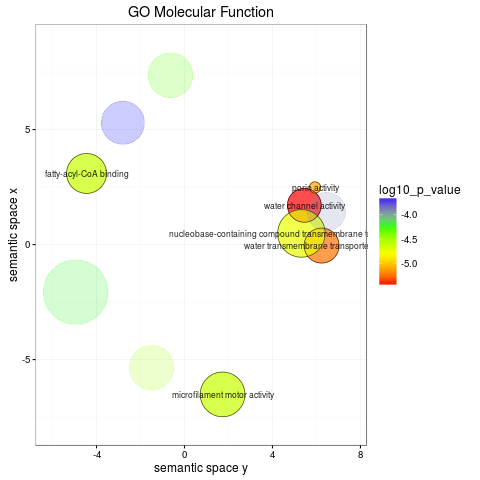 GO Molecular Function
semantic space x
5
0
-5
fatty-acyl-CoA binding
porin activity
water channel activity
nucleobase-containing compound transmembrane t
water transmembrane transporte
microfilament motor activity
-4
0
4
8
semantic space y
log10_p_value
-4.0
-4.5
-5.0